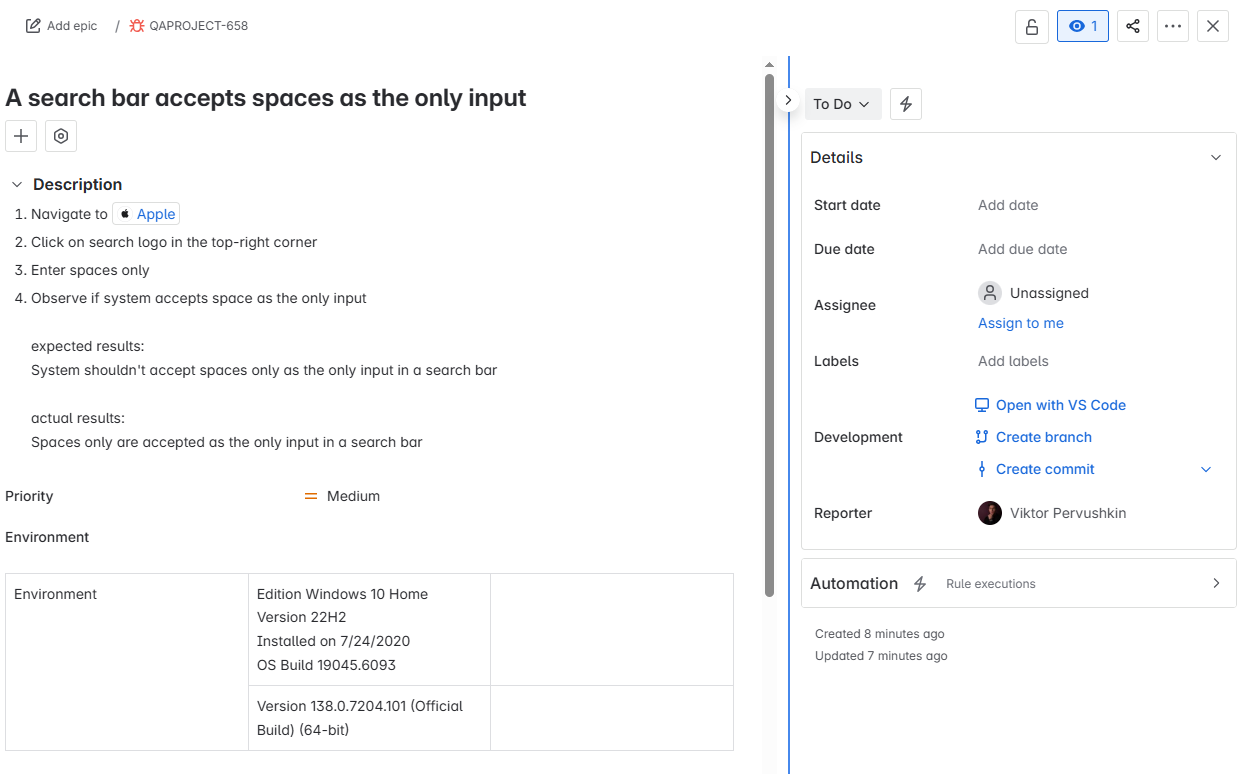 Add epic / QAPROJECT-658
1
A search bar accepts spaces as the only input
Description
1. Navigate to Apple
2. Click on search logo in the top-right corner
3. Enter spaces only
4. Observe if system accepts space as the only input
expected results:
System shouldn't accept spaces only as the only input in a search bar
actual results:
Spaces only are accepted as the only input in a search bar
Priority Medium
Environment
Environment
Edition Windows 10 Home
Version 22H2
Installed on 7/24/2020
OS Build 19045.6093
Version 138.0.7204.101 (Official
Build) (64-bit)
To Do
Details
Start date Add date
Due date Add due date
Assignee Unassigned
Assign to me
Labels Add labels
Development
Open with VS Code
Create branch
Create commit
Reporter Viktor Pervushkin
Automation Rule executions
Created 8 minutes ago
Updated 7 minutes ago